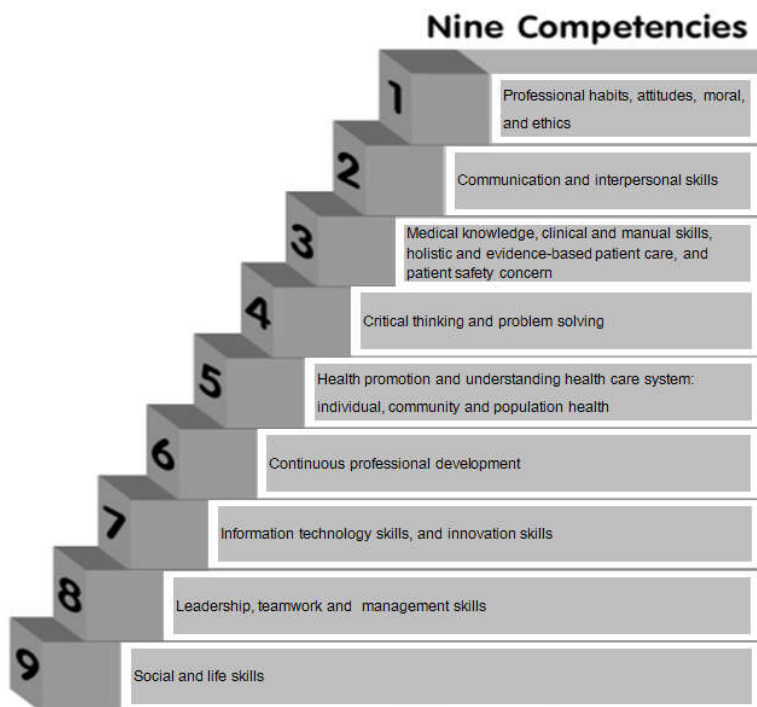 Nine Competencies
1
Professional habits, attitudes, moral,
and ethics
2
Communication and interpersonal skills
3
Medical knowledge, clinical and manual skills,
holistic and evidence-based patient care, and
patient safety concern
4
Critical thinking and problem solving
5
Health promotion and understanding health care system:
individual, community and population health
6
Continuous professional development
7
Information technology skills, and innovation skills
8
Leadership, teamwork and management skills
9
Social and life skills